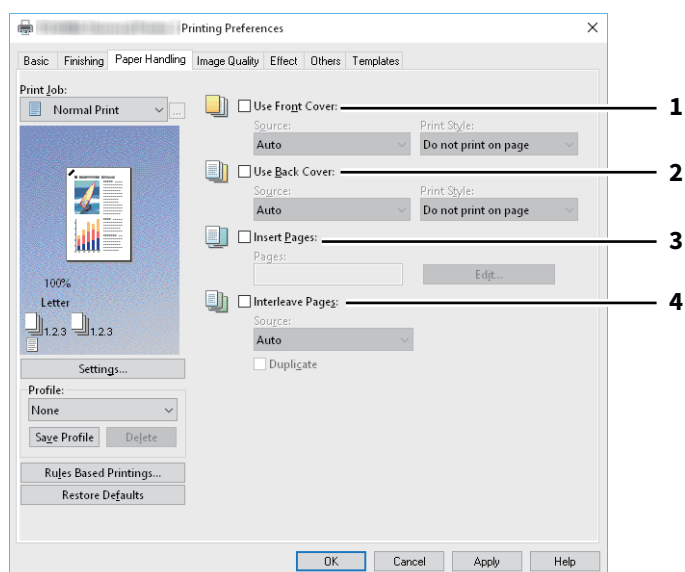 Printing Preferences
Basic Finishing Paper Handling Image Quality Effect Others Templates
Print Job:
Normal Print ...
100%
Letter
1.2.3 1.2.3
Settings...
Profile:
None
Save Profile Delete
Rules Based Printings...
Restore Defaults
Use Front Cover: 1
Source: Print Style:
Auto Do not print on page
Use Back Cover: 2
Source: Print Style:
Auto Do not print on page
Insert Pages: 3
Pages:
Edit...
Interleave Pages: 4
Source:
Auto
Duplicate
OK Cancel Apply Help